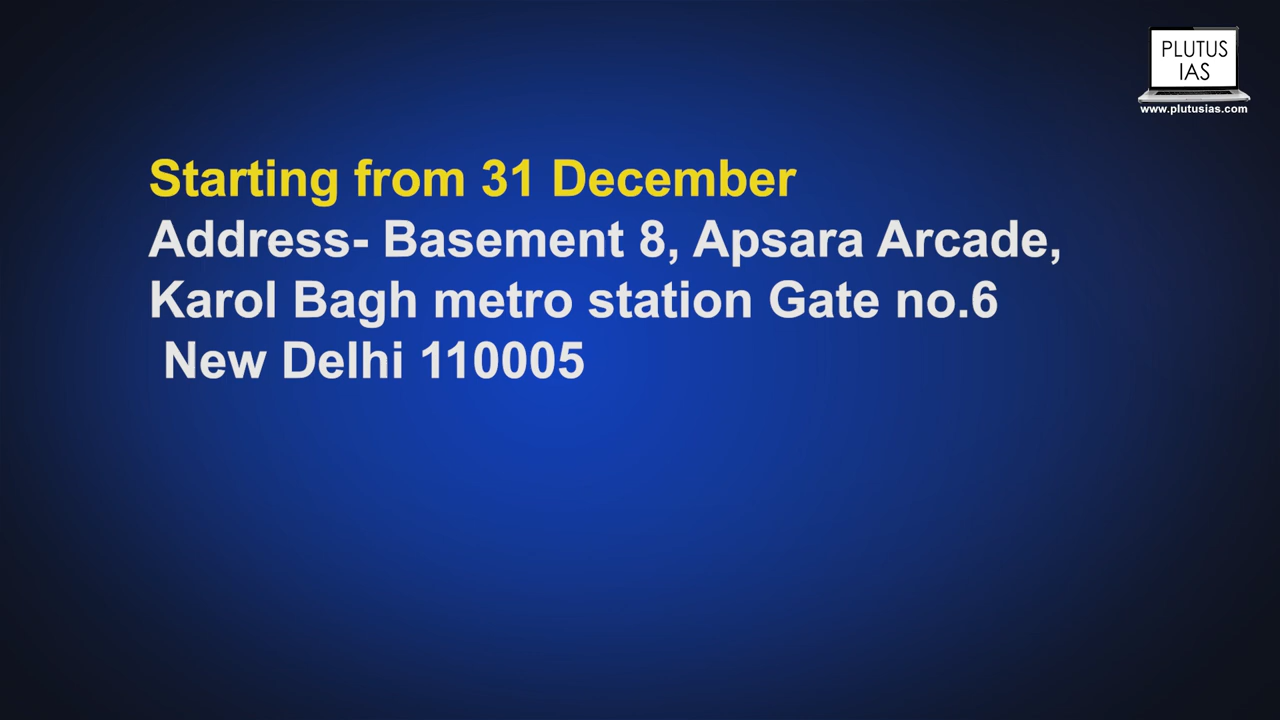 PLUTUS
IAS
www.plutusias.com
Starting from 31 December
Address- Basement 8, Apsara Arcade,
Karol Bagh metro station Gate no.6
New Delhi 110005